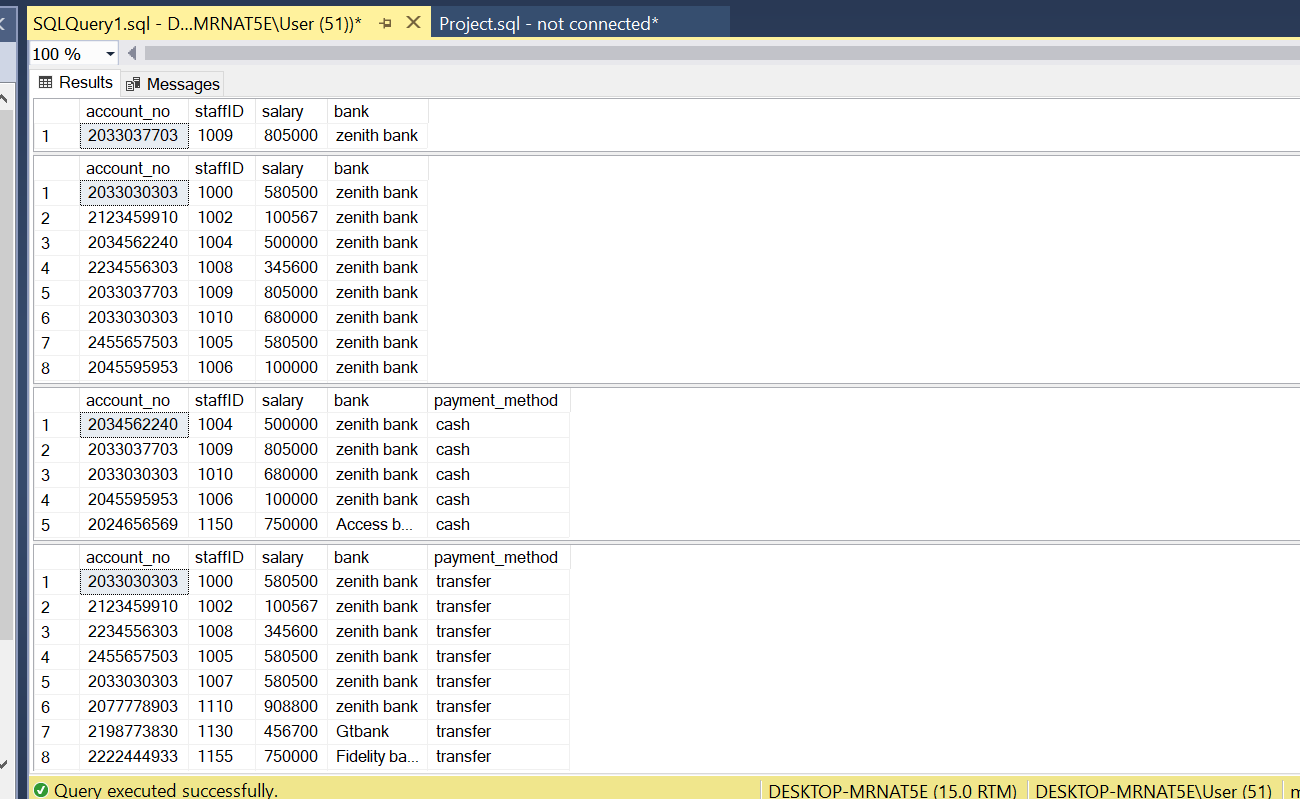 SQLQuery1.sql - D...MRNAT5E\User (51))* Project.sql - not connected*
100 %
Results Messages
account_no staffID salary bank
1 2033037703 1009 805000 zenith bank
account_no staffID salary bank
1 2033030303 1000 580500 zenith bank
2 2123459910 1002 100567 zenith bank
3 2034562240 1004 500000 zenith bank
4 2234556303 1008 345600 zenith bank
5 2033037703 1009 805000 zenith bank
6 2033030303 1010 680000 zenith bank
7 2455657503 1005 580500 zenith bank
8 2045595953 1006 100000 zenith bank
account_no staffID salary bank payment_method
1 2034562240 1004 500000 zenith bank cash
2 2033037703 1009 805000 zenith bank cash
3 2033030303 1010 680000 zenith bank cash
4 2045595953 1006 100000 zenith bank cash
5 2024656569 1150 750000 Access b... cash
account_no staffID salary bank payment_method
1 2033030303 1000 580500 zenith bank transfer
2 2123459910 1002 100567 zenith bank transfer
3 2234556303 1008 345600 zenith bank transfer
4 2455657503 1005 580500 zenith bank transfer
5 2033030303 1007 580500 zenith bank transfer
6 2077778903 1110 908800 zenith bank transfer
7 2198773830 1130 456700 Gtbank transfer
8 2222444933 1155 750000 Fidelity ba... transfer
Query executed successfully. DESKTOP-MRNAT5E (15.0 RTM) DESKTOP-MRNAT5E\User (51)